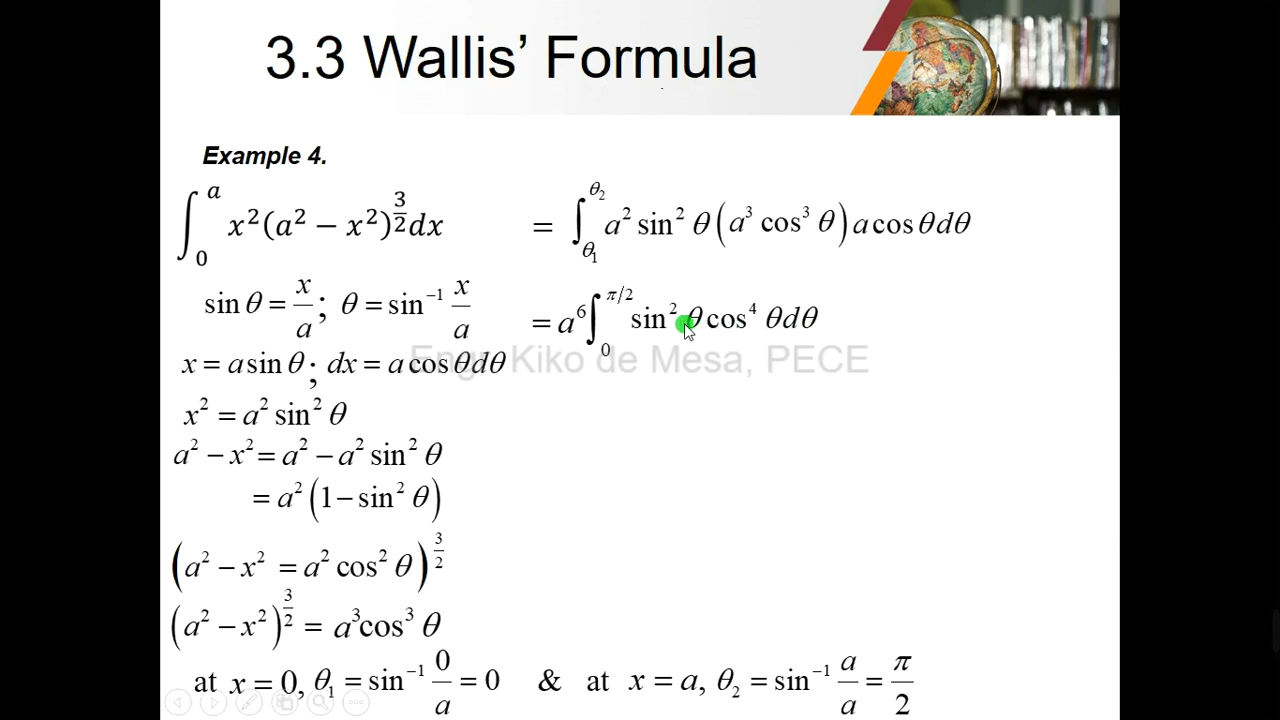 3.3 Wallis' Formula
Example 4.
∫₀ᵃ x²(a² − x²)^{3/2} dx = ∫_{θ₁}^{θ₂} a² sin² θ (a³ cos³ θ) a cos θ dθ
sin θ = x/a ; θ = sin⁻¹ x/a
= a⁶ ∫₀^{π/2} sin² θ cos⁴ θ dθ
Engr. Kiko de Mesa, PECE
x = a sin θ ; dx = a cos θ dθ
x² = a² sin² θ
a² − x² = a² − a² sin² θ
= a² (1 − sin² θ)
(a² − x² = a² cos² θ)^{3/2}
(a² − x²)^{3/2} = a³ cos³ θ
at x = 0, θ₁ = sin⁻¹ 0/a = 0 & at x = a, θ₂ = sin⁻¹ a/a = π/2